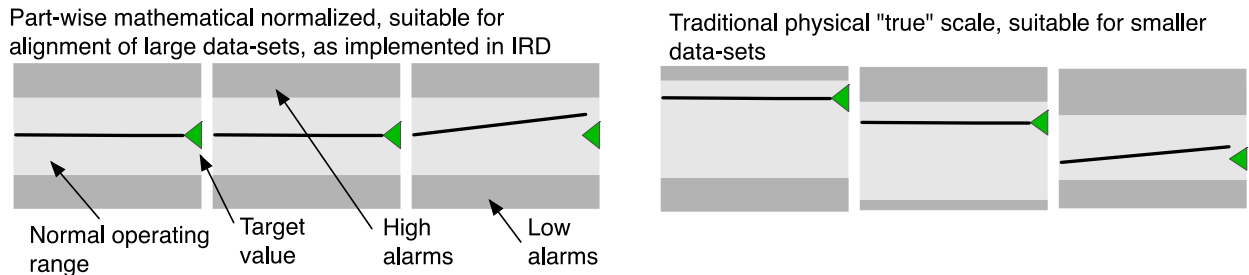 Part-wise mathematical normalized, suitable for
alignment of large data-sets, as implemented in IRD
Normal operating
range
Target
value
High
alarms
Low
alarms
Traditional physical "true" scale, suitable for smaller
data-sets